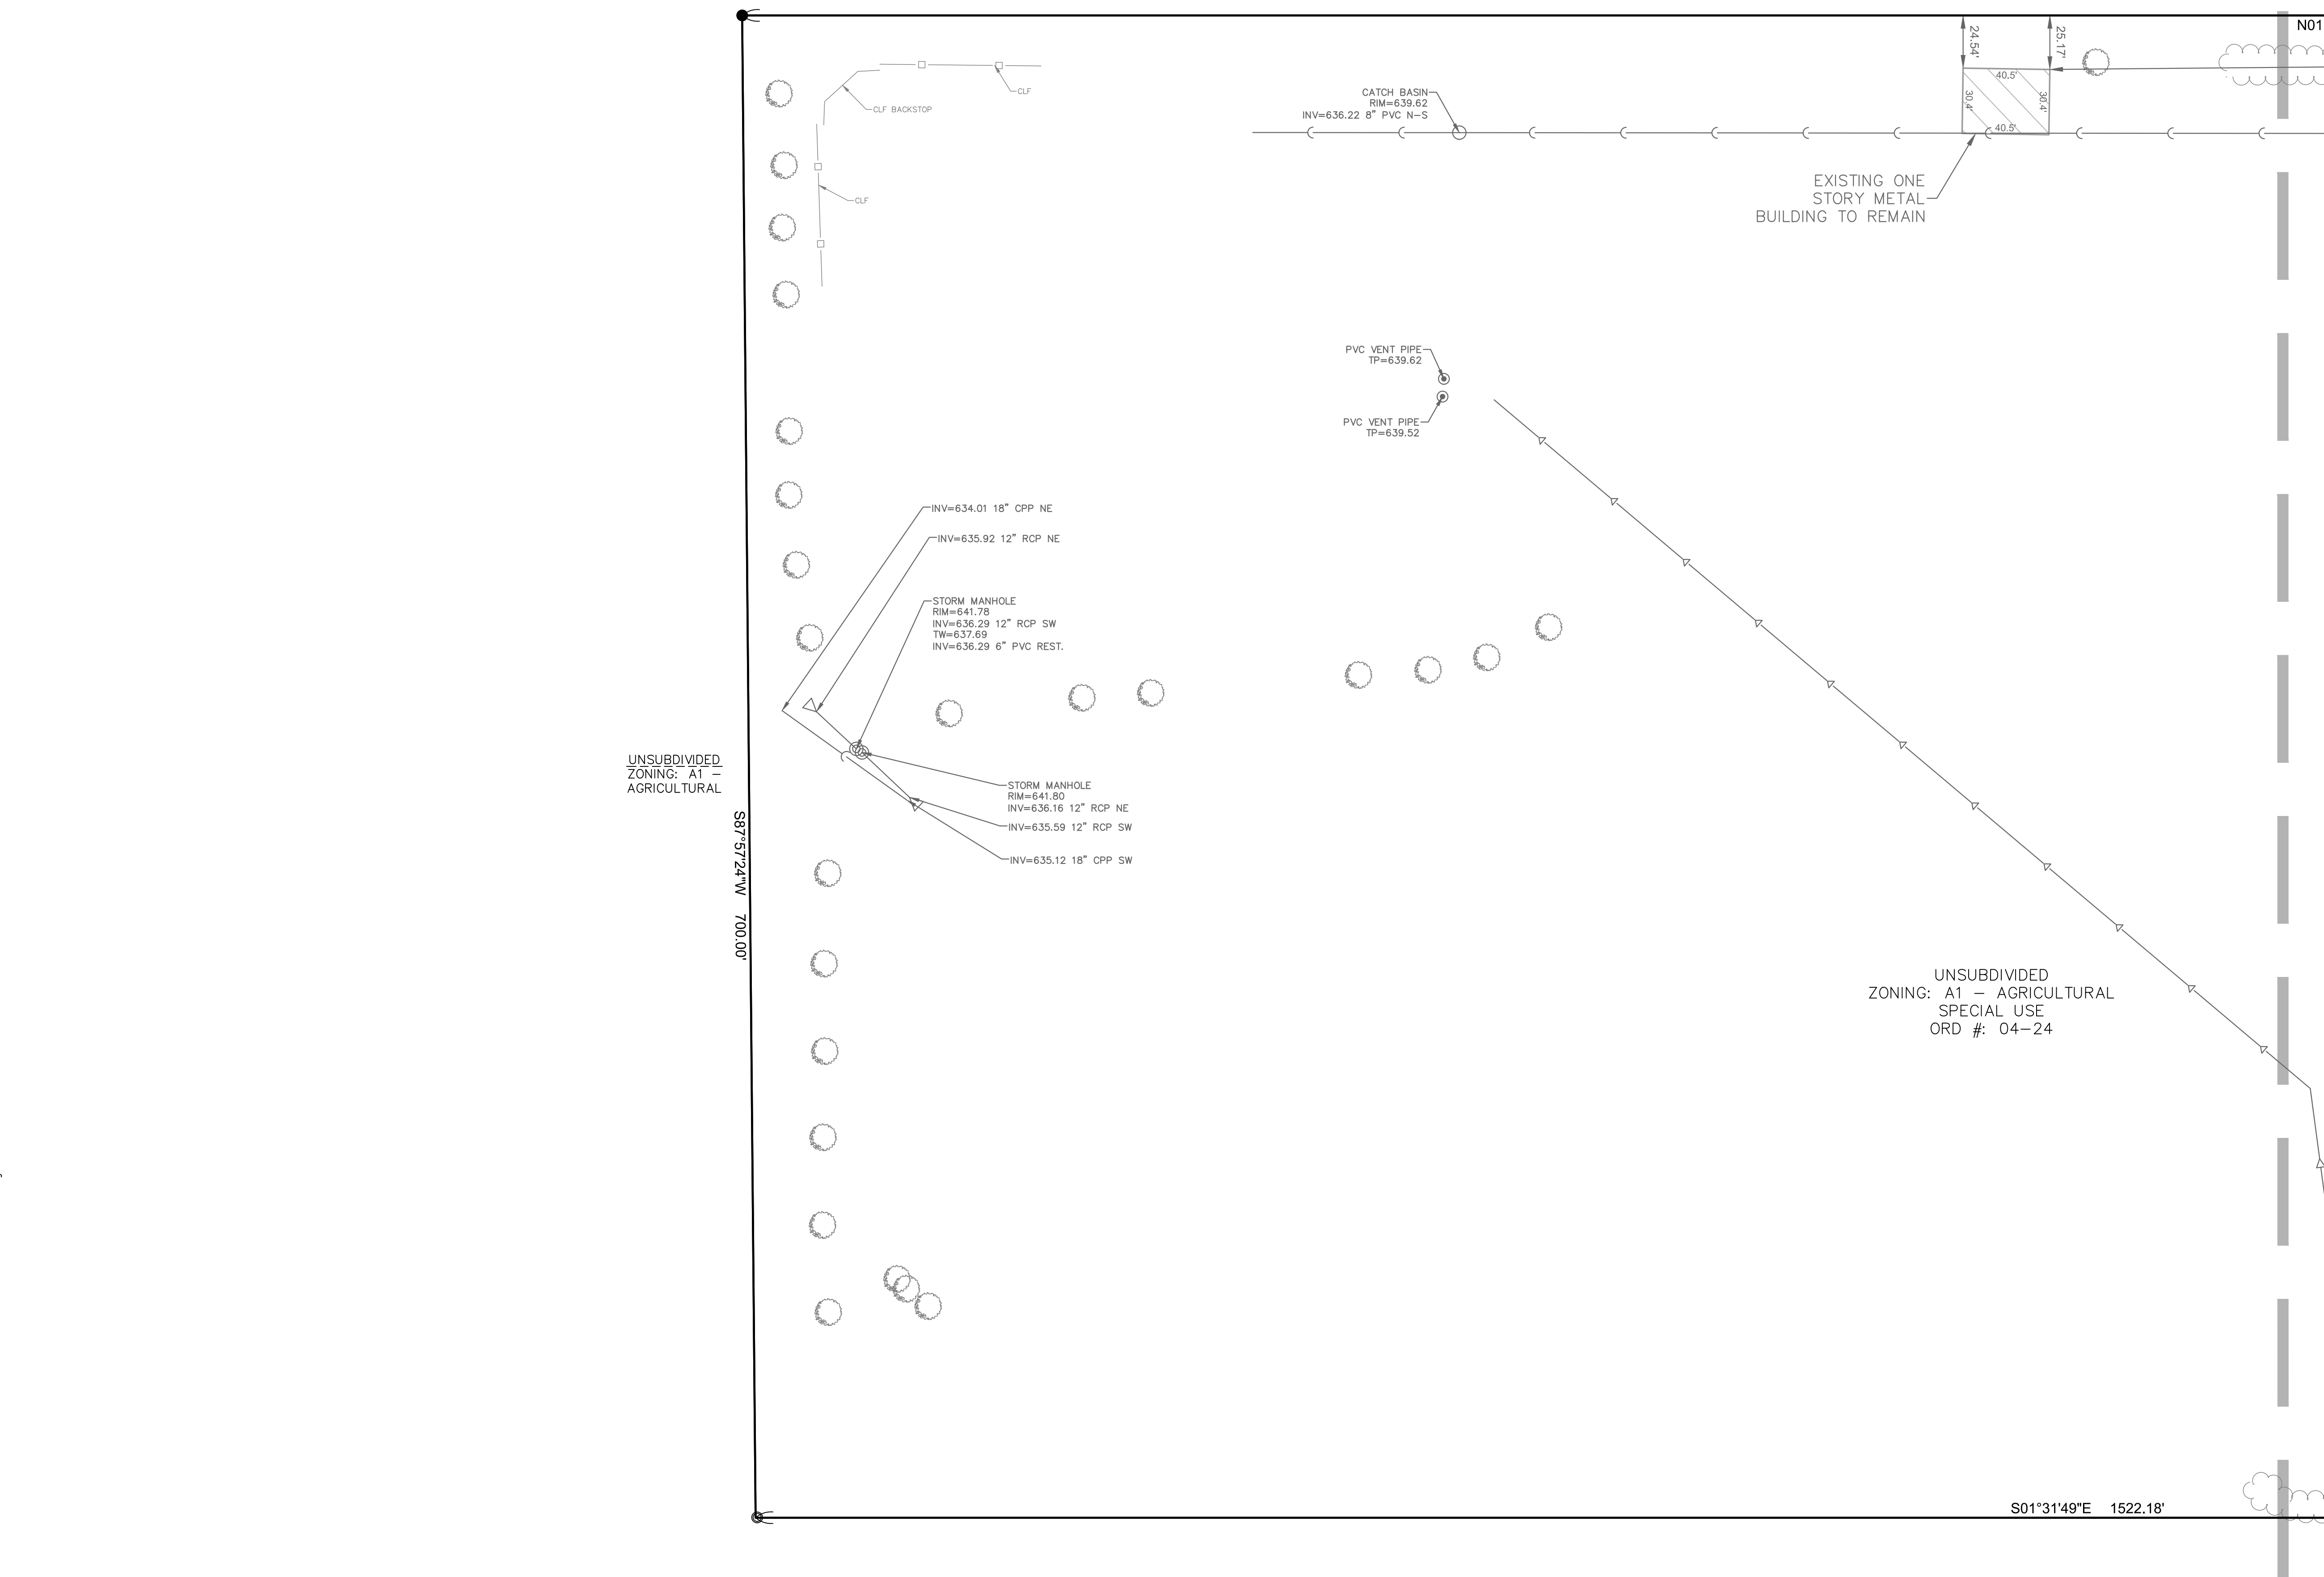 N01
24.54'
25.17'
40.5'
30.4'
30.4'
40.5'
CLF
CLF BACKSTOP
CLF
CATCH BASIN
RIM=639.62
INV=636.22 8" PVC N-S
EXISTING ONE
STORY METAL
BUILDING TO REMAIN
PVC VENT PIPE
TP=639.62
PVC VENT PIPE
TP=639.52
INV=634.01 18" CPP NE
INV=635.92 12" RCP NE
STORM MANHOLE
RIM=641.78
INV=636.29 12" RCP SW
TW=637.69
INV=636.29 6" PVC REST.
UNSUBDIVIDED
ZONING: A1 -
AGRICULTURAL
STORM MANHOLE
RIM=641.80
INV=636.16 12" RCP NE
INV=635.59 12" RCP SW
INV=635.12 18" CPP SW
S87°57'24"W 700.00'
UNSUBDIVIDED
ZONING: A1 - AGRICULTURAL
SPECIAL USE
ORD #: 04-24
S01°31'49"E 1522.18'